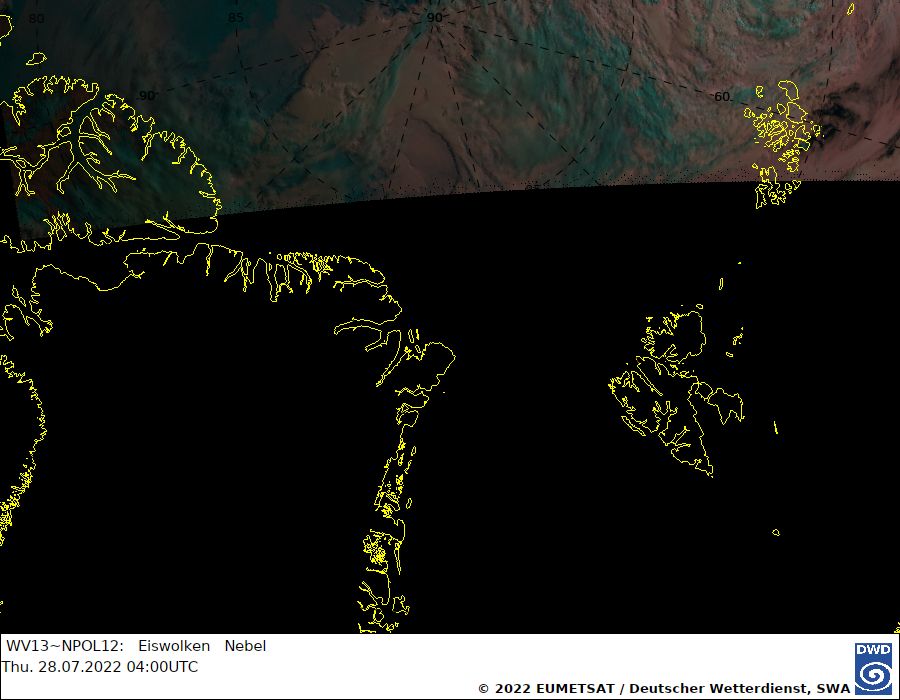 80 85 90
90
60
85
WV13~NPOL12: Eiswolken Nebel
Thu. 28.07.2022 04:00UTC
© 2022 EUMETSAT / Deutscher Wetterdienst, SWA
DWD